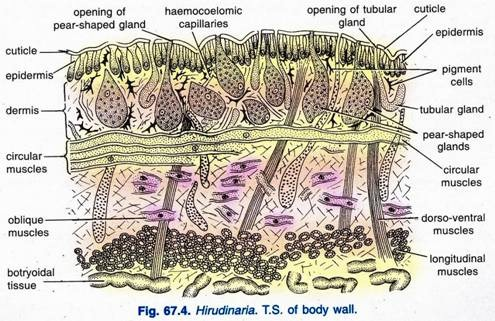 opening of
pear-shaped gland
haemocoelomic
capillaries
opening of tubular
gland
cuticle
epidermis
pigment
cells
tubular gland
pear-shaped
glands
circular
muscles
dorso-ventral
muscles
longitudinal
muscles
cuticle
epidermis
dermis
circular
muscles
oblique
muscles
botryoidal
tissue
Fig. 67.4. Hirudinaria. T.S. of body wall.